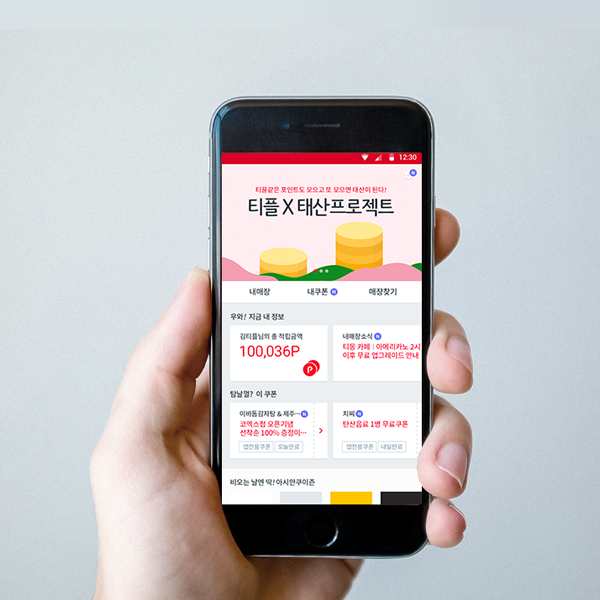 12:30
N
티플같은 포인트도 모으고 또 모으면 태산이 된다!
티플 X 태산프로젝트
내매장
내쿠폰 N
매장찾기
우와! 지금 내 정보
김티플님의 총 적립금액
100,036P
P
내매장소식 N
티몽 카페 | 아메리카노 2시
이후 무료 업그레이드 안내
탐날껄? 이 쿠폰
이바돔감자탕 & 제주… N
코엑스점 오픈기념
선착순 100% 증정이…
앱전용쿠폰
오늘만료
치찌 N
탄산음료 1병 무료쿠폰
앱전용쿠폰
내일만료
비오는 날엔 딱! 아시안쿠이즌